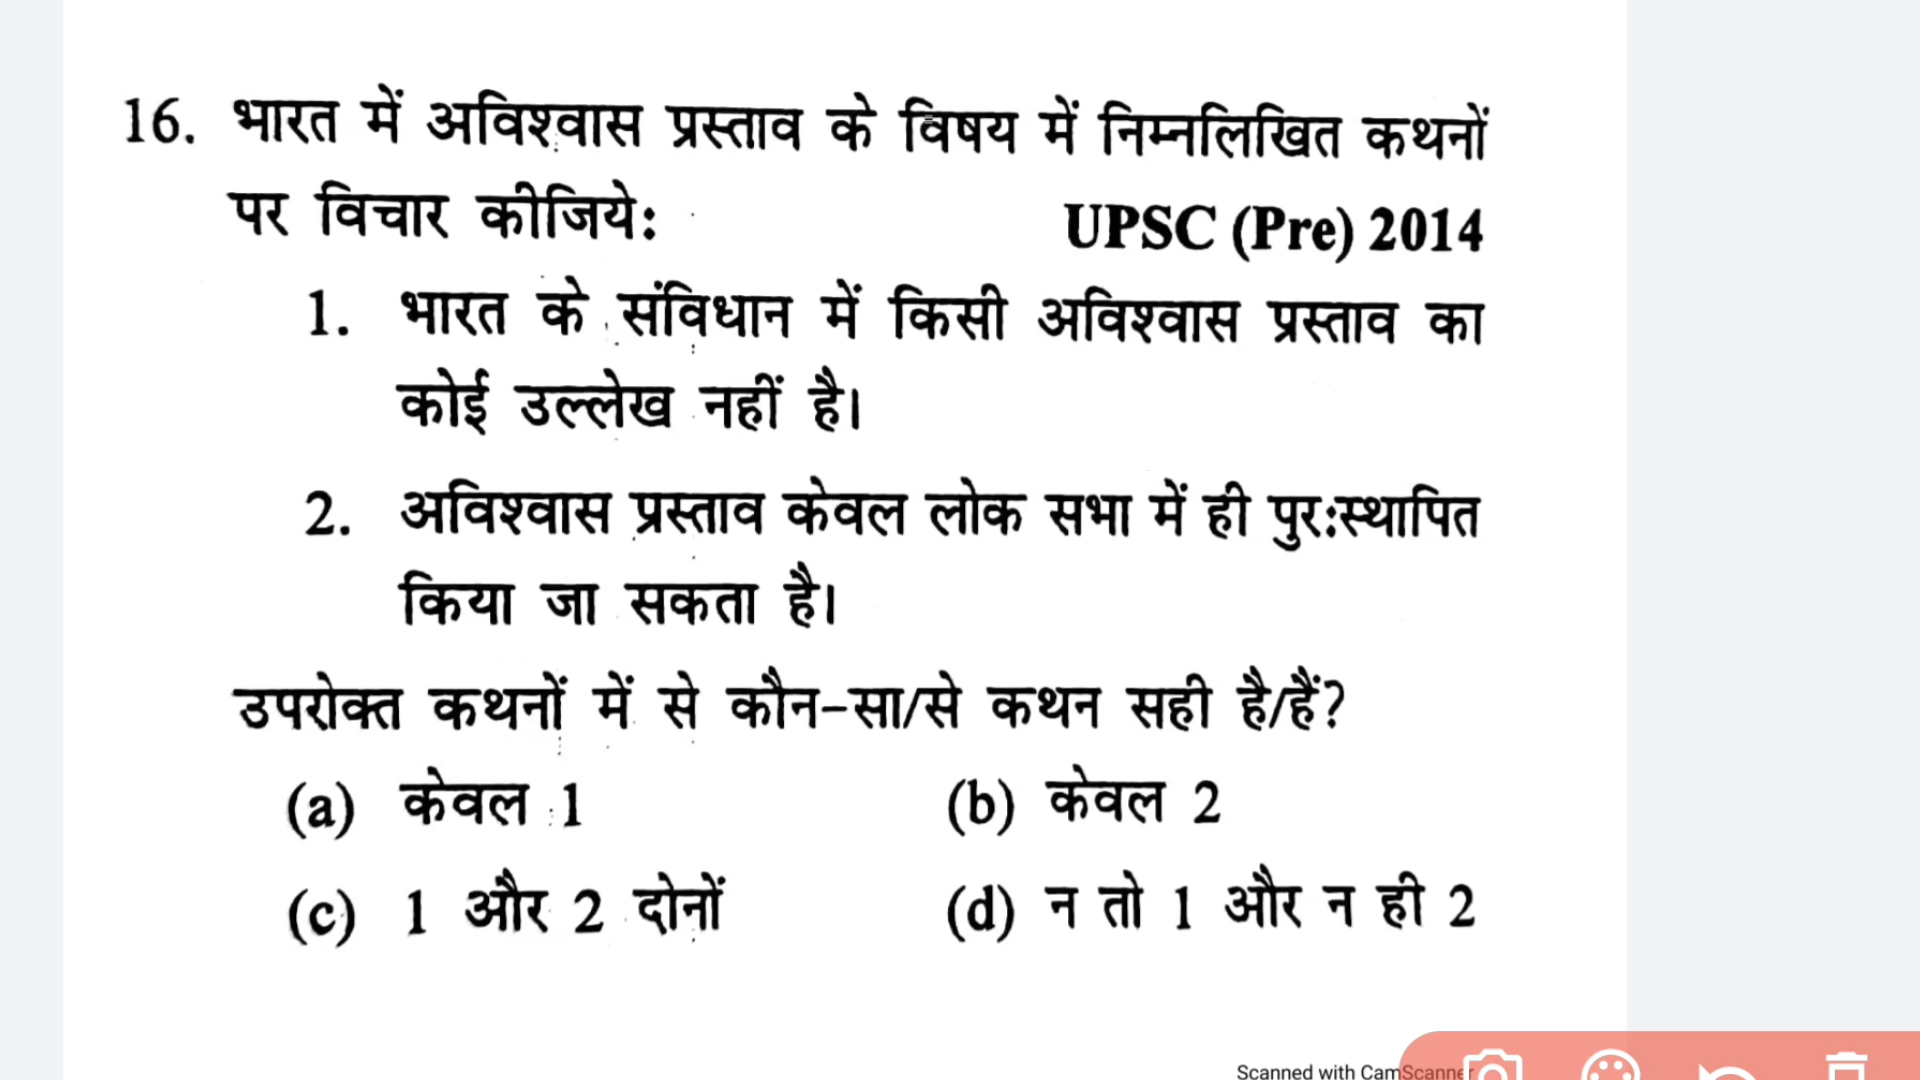 16. भारत में अविश्वास प्रस्ताव के विषय में निम्नलिखित कथनों
पर विचार कीजिये: UPSC (Pre) 2014
1. भारत के संविधान में किसी अविश्वास प्रस्ताव का
कोई उल्लेख नहीं है।
2. अविश्वास प्रस्ताव केवल लोक सभा में ही पुर:स्थापित
किया जा सकता है।
उपरोक्त कथनों में से कौन-सा/से कथन सही है/हैं?
(a) केवल 1 (b) केवल 2
(c) 1 और 2 दोनों (d) न तो 1 और न ही 2
Scanned with CamScanner